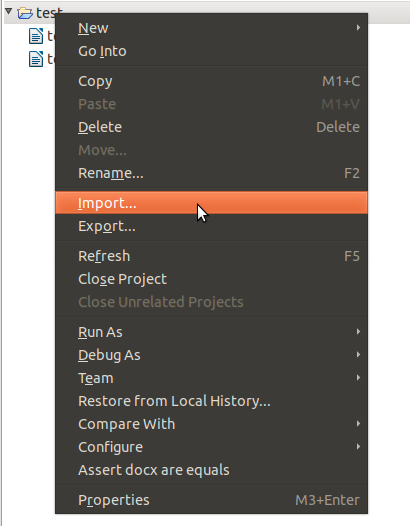 test
New
Go Into
Copy M1+C
Paste M1+V
Delete Delete
Move...
Rename... F2
Import...
Export...
Refresh F5
Close Project
Close Unrelated Projects
Run As
Debug As
Team
Restore from Local History...
Compare With
Configure
Assert docx are equals
Properties M3+Enter